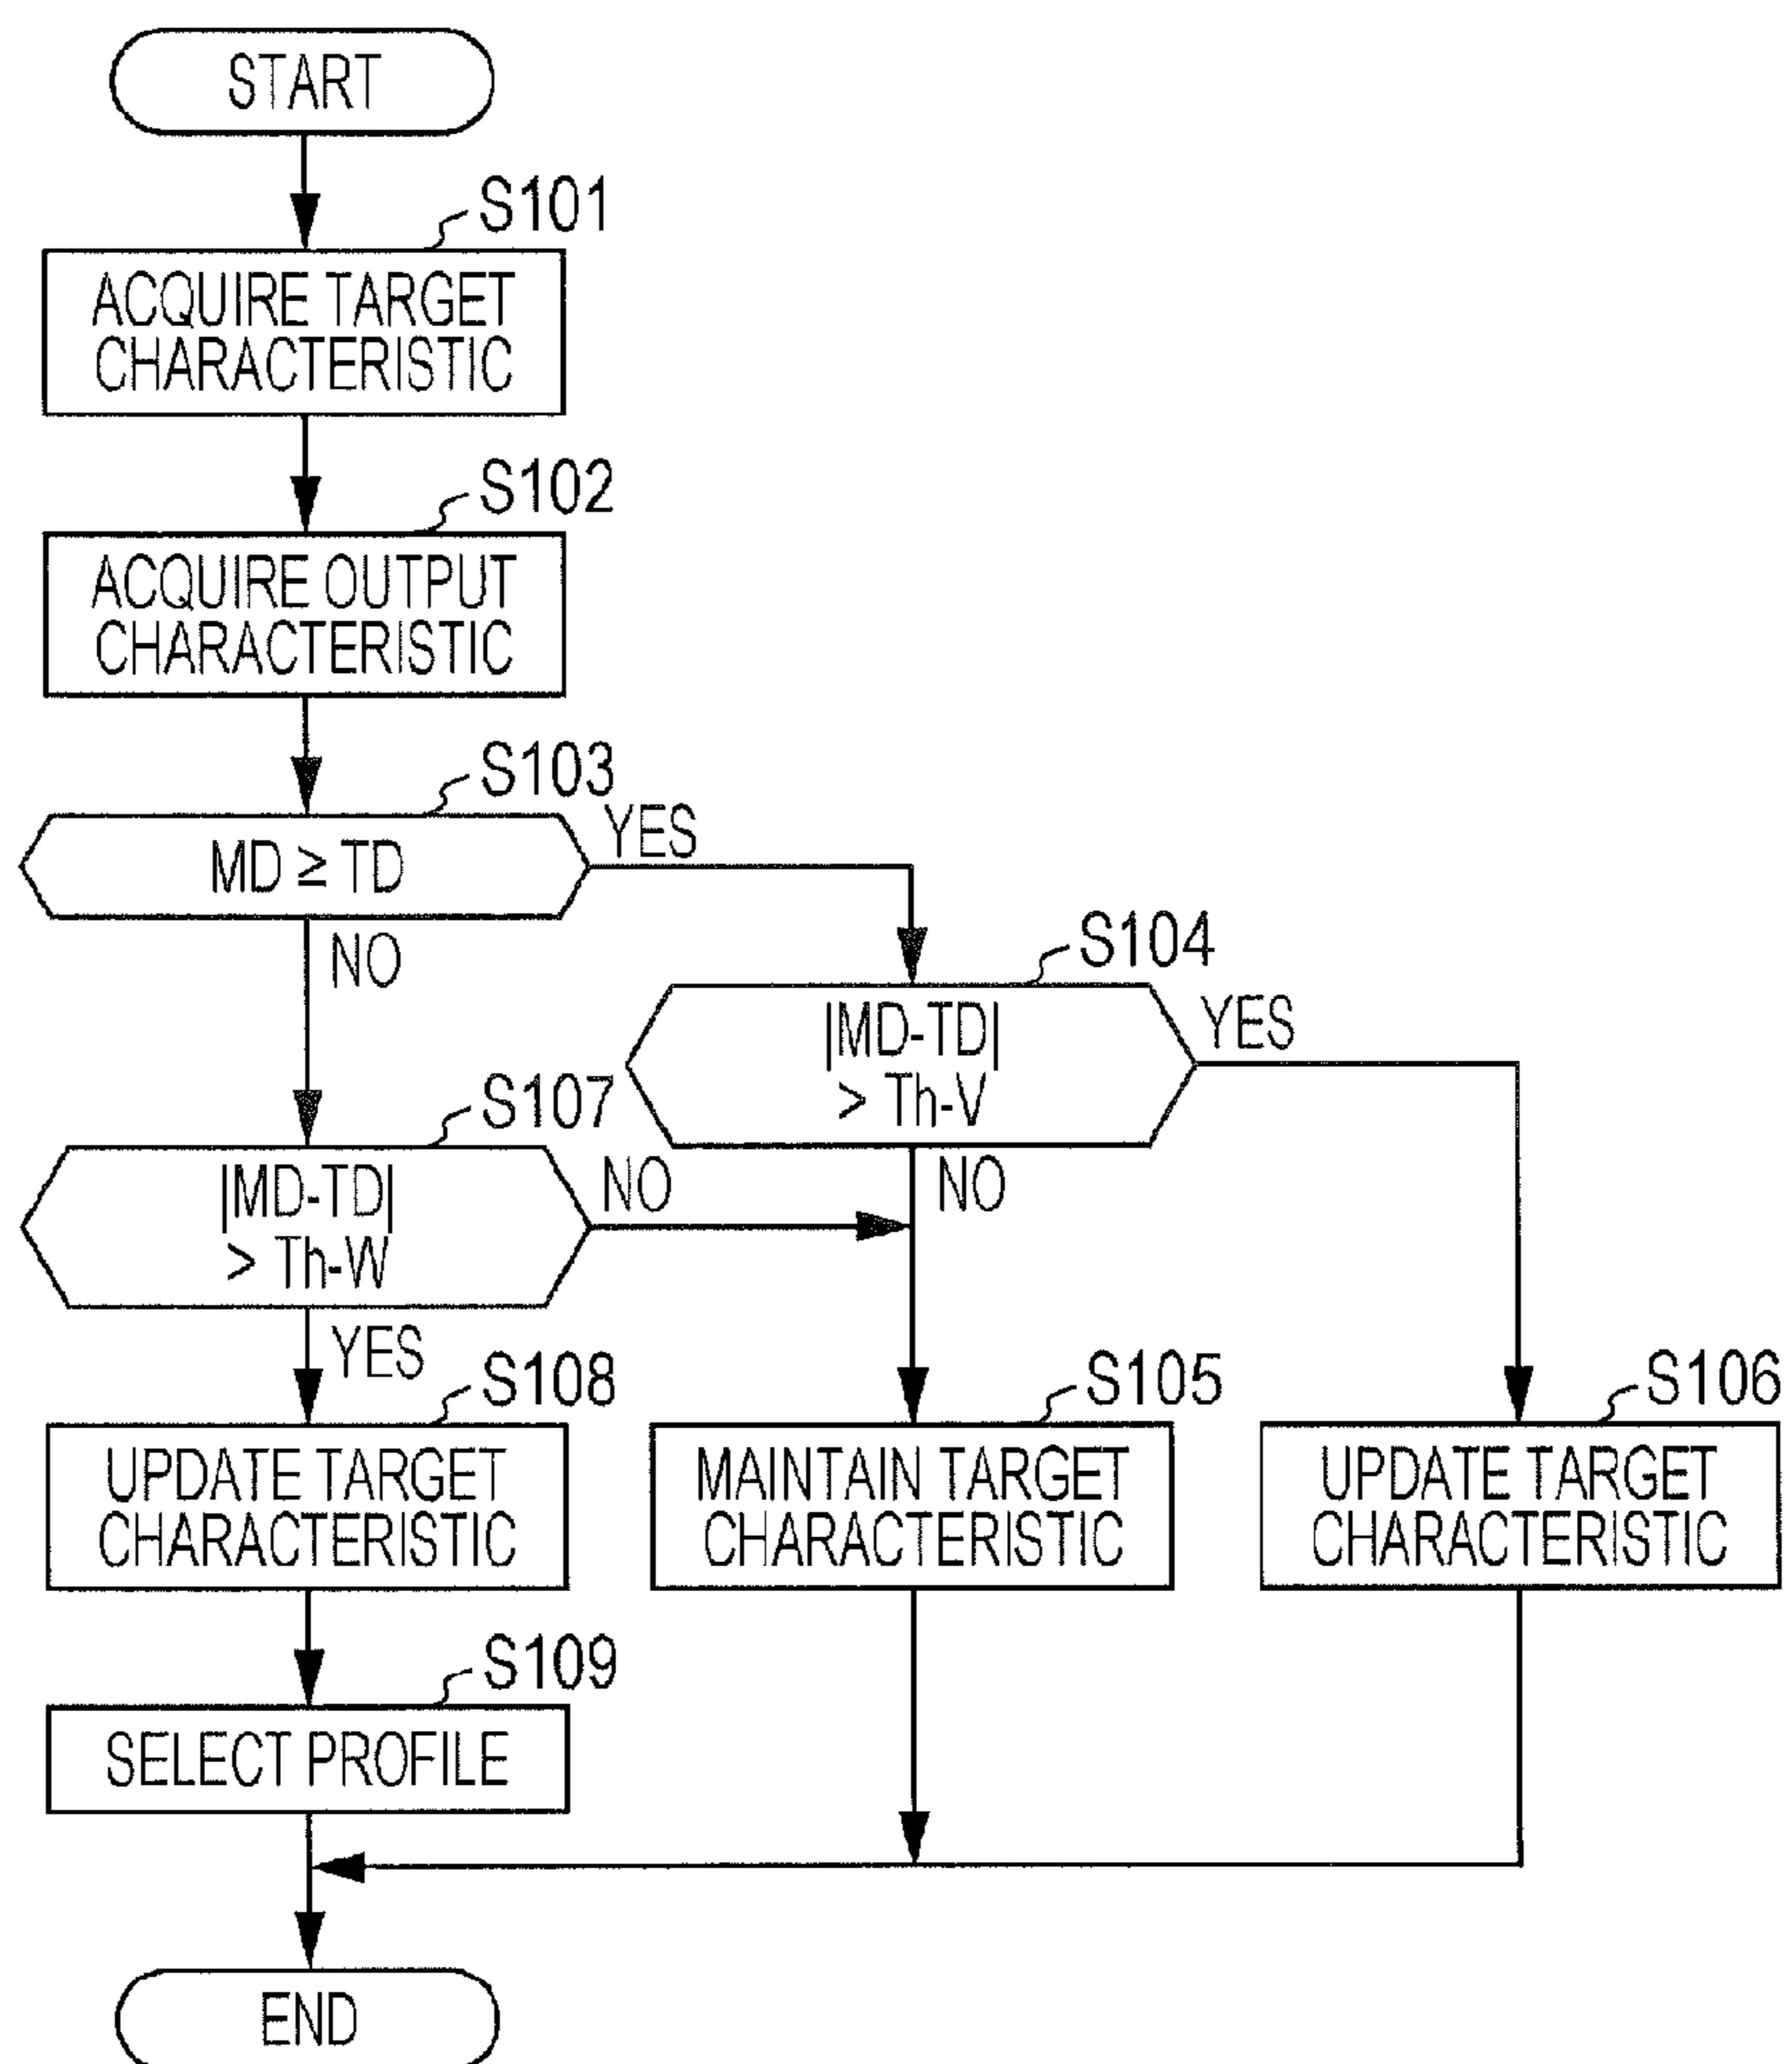 START
S101
ACQUIRE TARGET
CHARACTERISTIC
S102
ACQUIRE OUTPUT
CHARACTERISTIC
S103
MD ≥ TD
YES
NO
S104
|MD-TD|
> Th-V
YES
NO
S107
|MD-TD|
> Th-W
NO
YES
S108
UPDATE TARGET
CHARACTERISTIC
S105
MAINTAIN TARGET
CHARACTERISTIC
S106
UPDATE TARGET
CHARACTERISTIC
S109
SELECT PROFILE
END